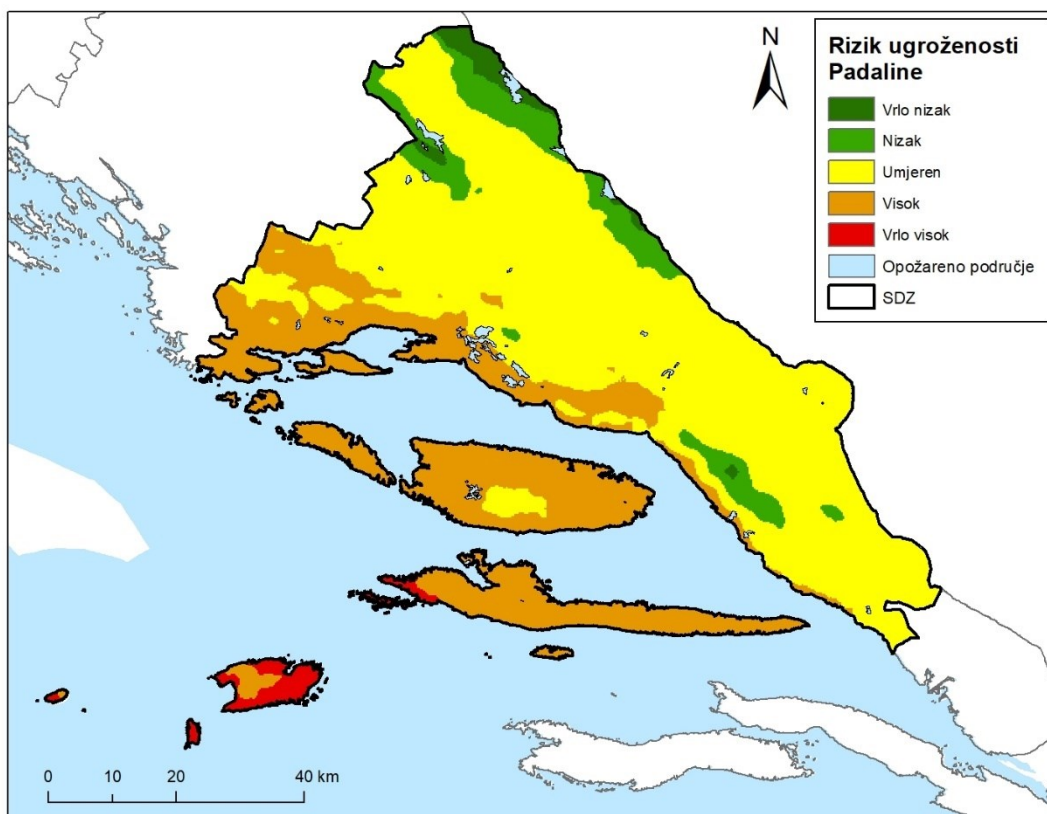 N
Rizik ugroženosti
Padaline
Vrlo nizak
Nizak
Umjeren
Visok
Vrlo visok
Opožareno područje
SDZ
0 10 20 40 km